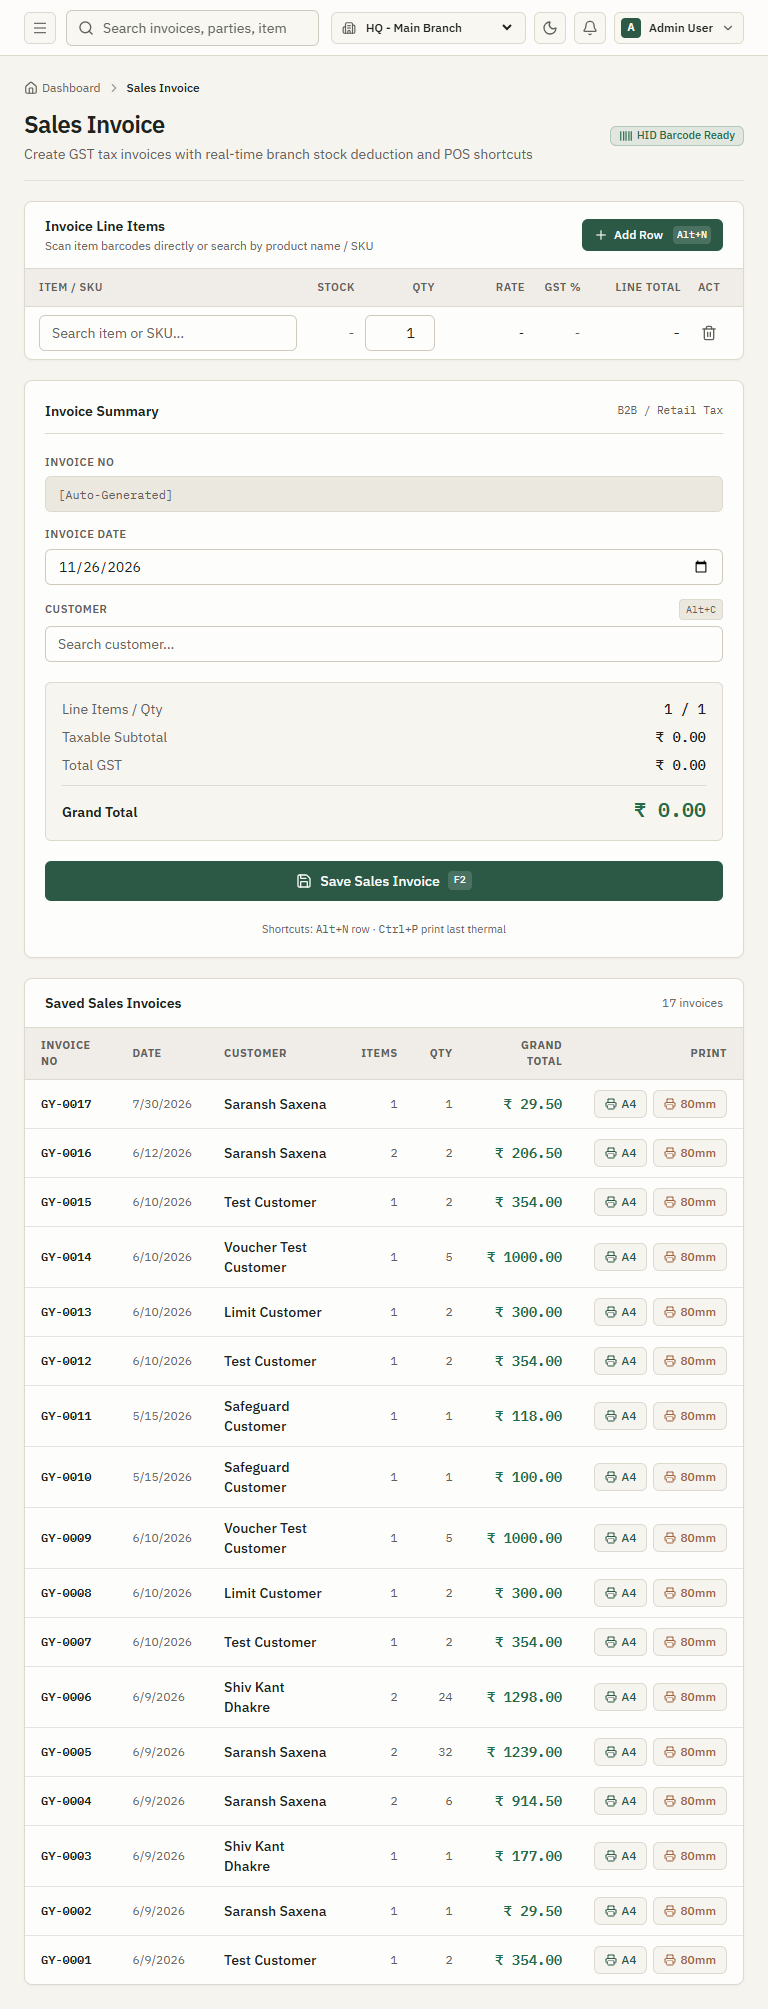 Search invoices, parties, item
HQ - Main Branch
A Admin User
Dashboard > Sales Invoice
Sales Invoice
HID Barcode Ready
Create GST tax invoices with real-time branch stock deduction and POS shortcuts
Invoice Line Items
Scan item barcodes directly or search by product name / SKU
+ Add Row Alt+N
ITEM / SKU STOCK QTY RATE GST % LINE TOTAL ACT
Search item or SKU... - 1 - - -
Invoice Summary B2B / Retail Tax
INVOICE NO
[Auto-Generated]
INVOICE DATE
11/26/2026
CUSTOMER Alt+C
Search customer...
Line Items / Qty 1 / 1
Taxable Subtotal ₹ 0.00
Total GST ₹ 0.00
Grand Total ₹ 0.00
Save Sales Invoice F2
Shortcuts: Alt+N row · Ctrl+P print last thermal
Saved Sales Invoices 17 invoices
INVOICE NO DATE CUSTOMER ITEMS QTY GRAND TOTAL PRINT
GY-0017 7/30/2026 Saransh Saxena 1 1 ₹ 29.50 A4 80mm
GY-0016 6/12/2026 Saransh Saxena 2 2 ₹ 206.50 A4 80mm
GY-0015 6/10/2026 Test Customer 1 2 ₹ 354.00 A4 80mm
GY-0014 6/10/2026 Voucher Test Customer 1 5 ₹ 1000.00 A4 80mm
GY-0013 6/10/2026 Limit Customer 1 2 ₹ 300.00 A4 80mm
GY-0012 6/10/2026 Test Customer 1 2 ₹ 354.00 A4 80mm
GY-0011 5/15/2026 Safeguard Customer 1 1 ₹ 118.00 A4 80mm
GY-0010 5/15/2026 Safeguard Customer 1 1 ₹ 100.00 A4 80mm
GY-0009 6/10/2026 Voucher Test Customer 1 5 ₹ 1000.00 A4 80mm
GY-0008 6/10/2026 Limit Customer 1 2 ₹ 300.00 A4 80mm
GY-0007 6/10/2026 Test Customer 1 2 ₹ 354.00 A4 80mm
GY-0006 6/9/2026 Shiv Kant Dhakre 2 24 ₹ 1298.00 A4 80mm
GY-0005 6/9/2026 Saransh Saxena 2 32 ₹ 1239.00 A4 80mm
GY-0004 6/9/2026 Saransh Saxena 2 6 ₹ 914.50 A4 80mm
GY-0003 6/9/2026 Shiv Kant Dhakre 1 1 ₹ 177.00 A4 80mm
GY-0002 6/9/2026 Saransh Saxena 1 1 ₹ 29.50 A4 80mm
GY-0001 6/9/2026 Test Customer 1 2 ₹ 354.00 A4 80mm